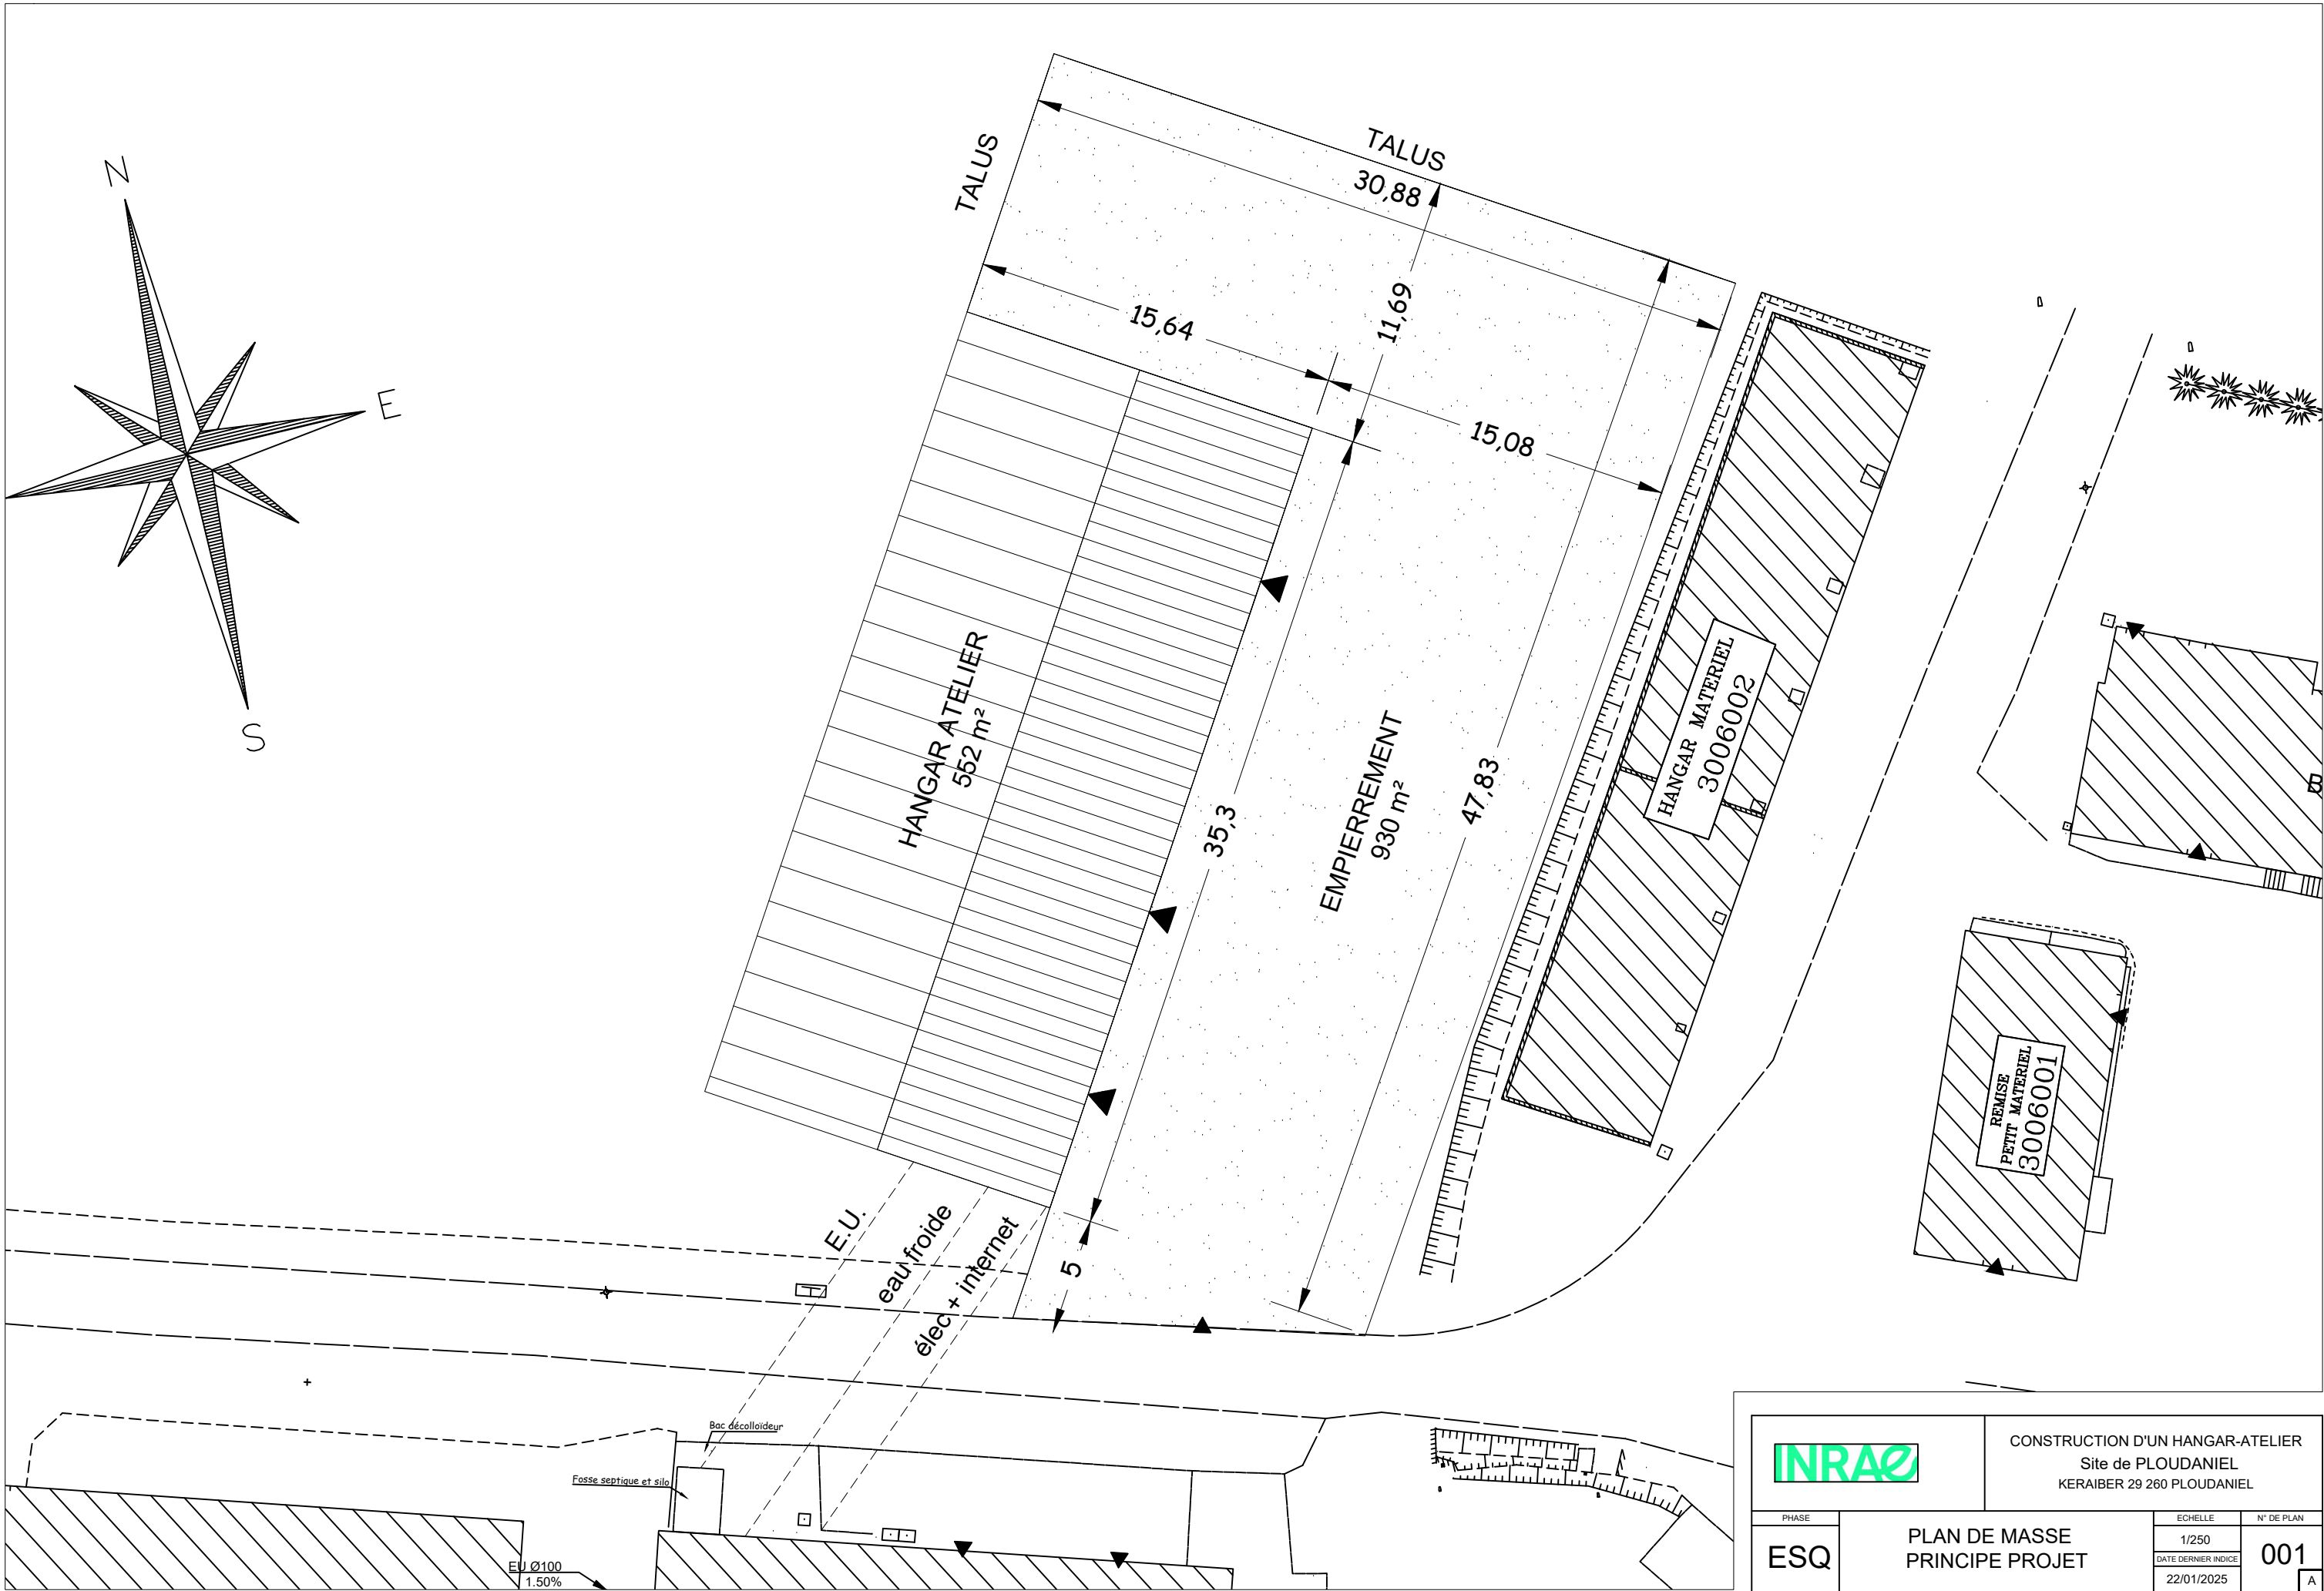 TALUS
TALUS
30,88
N
E
S
15,64
11,69
15,08
HANGAR ATELIER
552 m²
35,3
EMPIERREMENT
930 m²
47,83
HANGAR MATERIEL
3006002
B
REMISE
PETIT MATERIEL
3006001
E.U.
eau froide
élec + internet
5
Bac décolloïdeur
Fosse septique et silo
EU Ø100
1.50%
INRAE
CONSTRUCTION D'UN HANGAR-ATELIER
Site de PLOUDANIEL
KERAIBER 29 260 PLOUDANIEL
PHASE
ESQ
PLAN DE MASSE
PRINCIPE PROJET
ECHELLE
1/250
DATE DERNIER INDICE
22/01/2025
N° DE PLAN
001
A